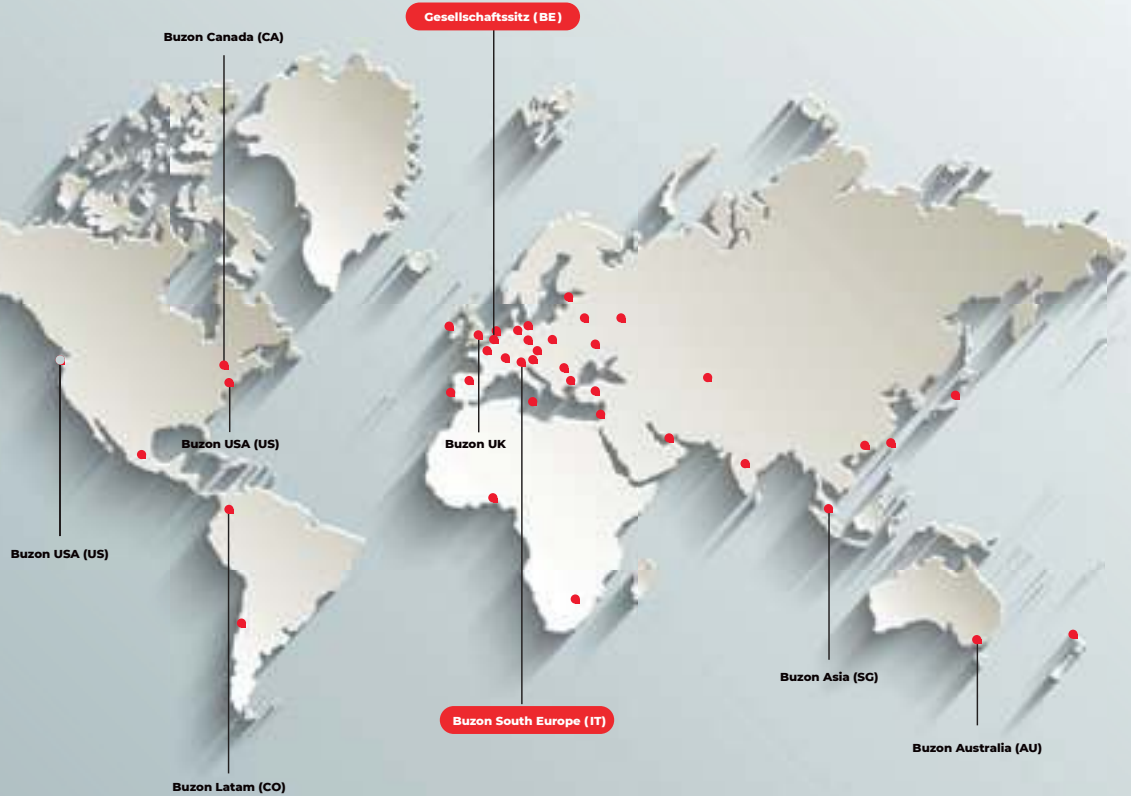 Gesellschaftssitz (BE)
Buzon Canada (CA)
Buzon USA (US)
Buzon UK
Buzon USA (US)
Buzon Asia (SG)
Buzon South Europe (IT)
Buzon Australia (AU)
Buzon Latam (CO)